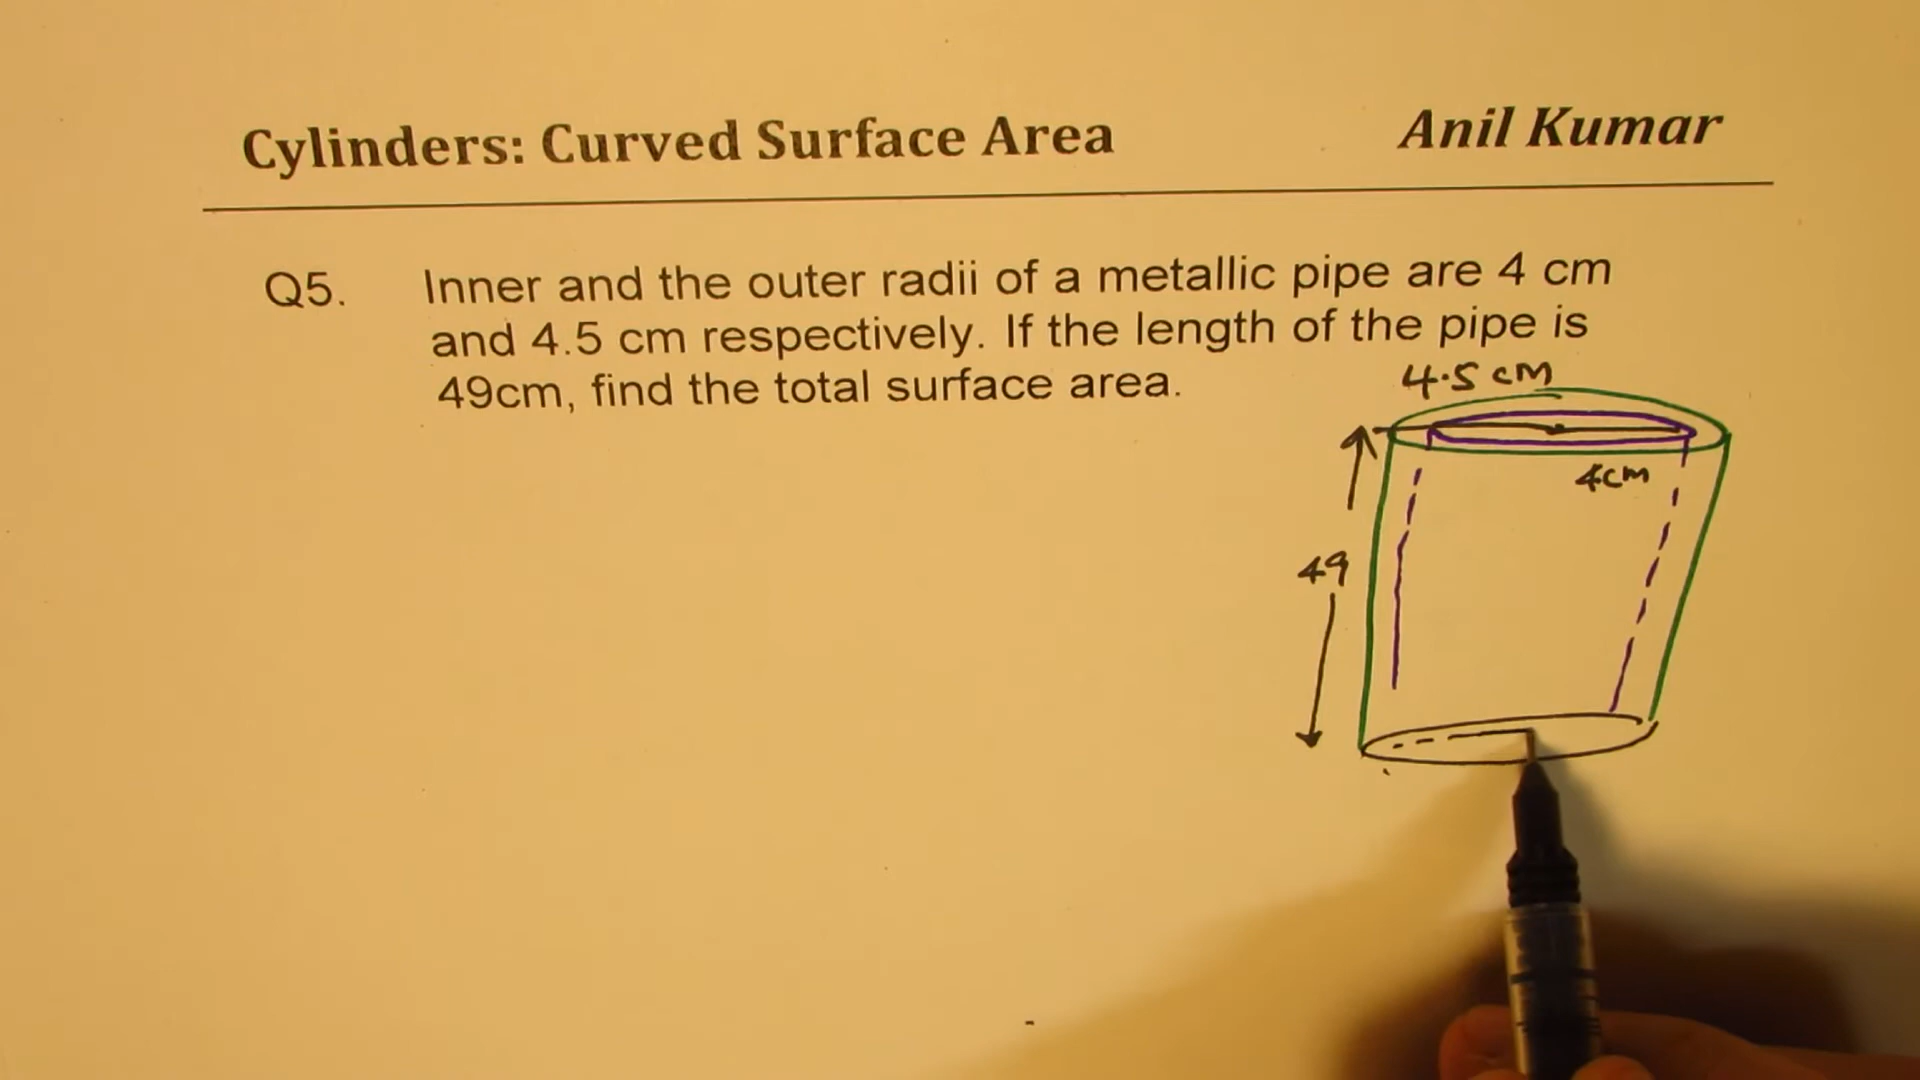 Cylinders: Curved Surface Area
Anil Kumar
Q5. Inner and the outer radii of a metallic pipe are 4 cm
and 4.5 cm respectively. If the length of the pipe is
49cm, find the total surface area.
4.5 cm
4cm
49